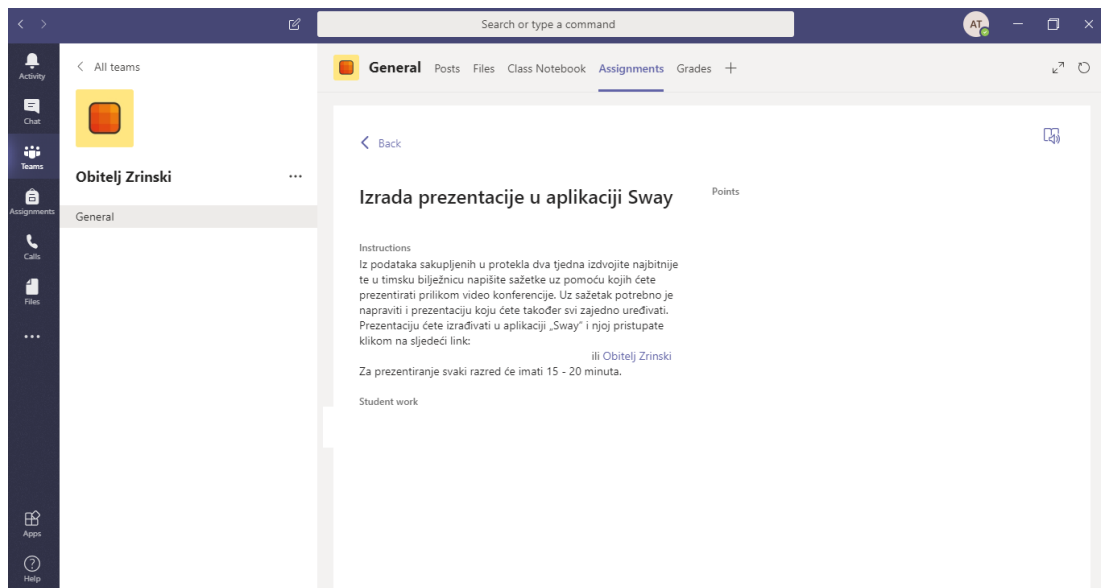 Search or type a command
AT
Activity
Chat
Teams
Assignments
Calls
Files
Apps
Help
All teams
Obitelj Zrinski
General
General Posts Files Class Notebook Assignments Grades
Back
Izrada prezentacije u aplikaciji Sway
Points
Instructions
Iz podataka sakupljenih u protekla dva tjedna izdvojite najbitnije
te u timsku bilježnicu napišite sažetke uz pomoću kojih ćete
prezentirati prilikom video konferencije. Uz sažetak potrebno je
napraviti i prezentaciju koju ćete također svi zajedno uređivati.
Prezentaciju ćete izrađivati u aplikaciji „Sway" i njoj pristupate
klikom na sljedeći link:
ili Obitelj Zrinski
Za prezentiranje svaki razred će imati 15 - 20 minuta.
Student work